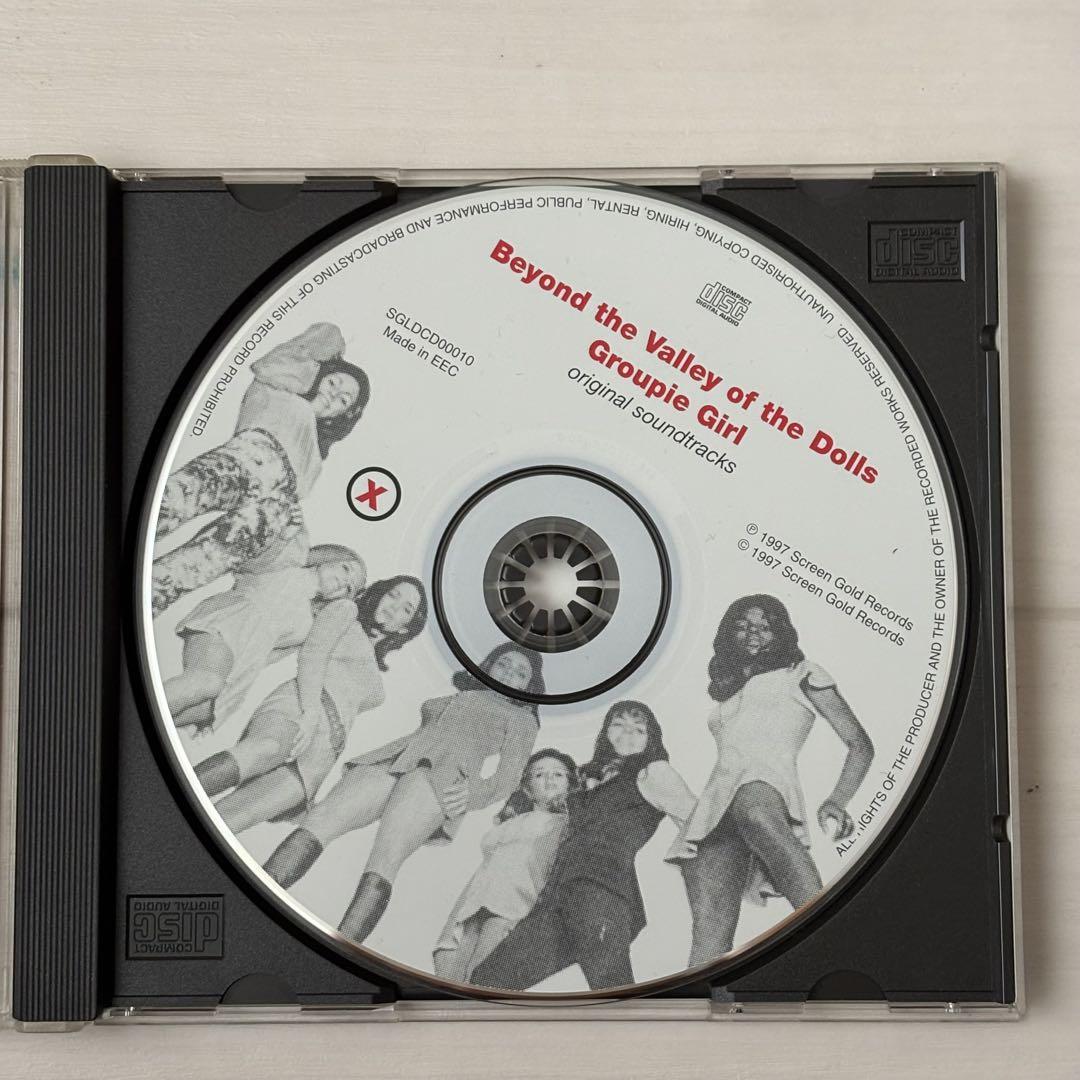 Beyond the Valley of the Dolls
Groupie Girl
original soundtracks
COMPACT
disc
DIGITAL AUDIO
SGLDCD00010
Made in EEC
X
℗ 1997 Screen Gold Records
© 1997 Screen Gold Records
ALL RIGHTS OF THE PRODUCER AND THE OWNER OF THE RECORDED WORKS RESERVED. UNAUTHORISED COPYING, HIRING, RENTAL, PUBLIC PERFORMANCE AND BROADCASTING OF THIS RECORD PROHIBITED.
COMPACT
disc
DIGITAL AUDIO
COMPACT
disc
DIGITAL AUDIO